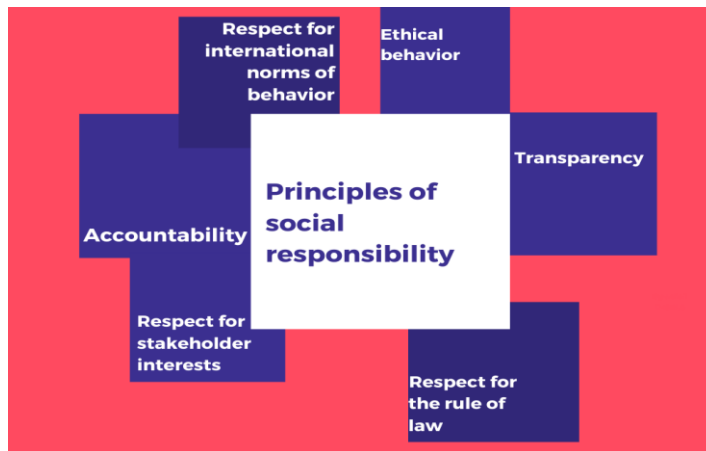 Respect for
international
norms of
behavior
Ethical
behavior
Transparency
Principles of
social
responsibility
Accountability
Respect for
stakeholder
interests
Respect for
the rule of
law